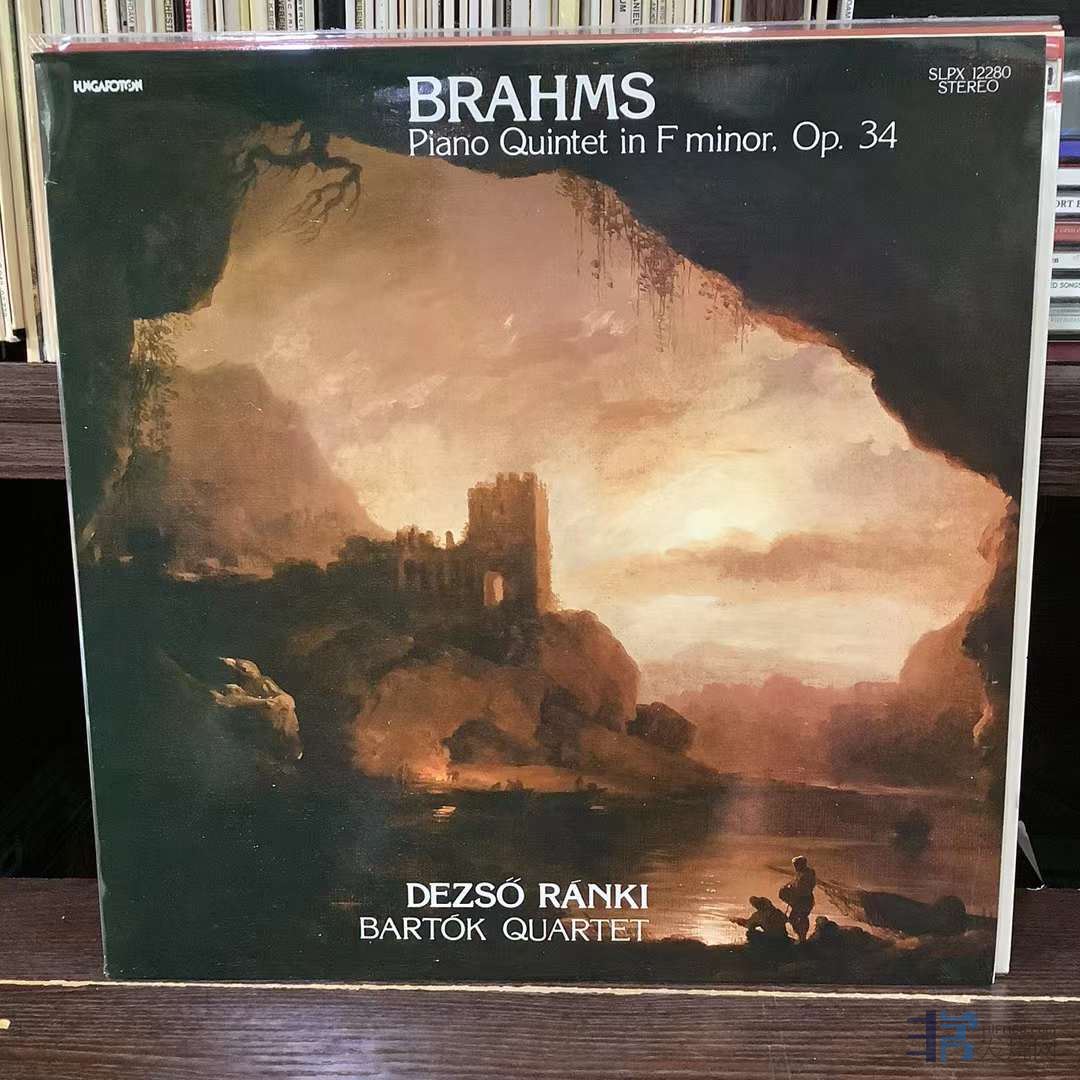 HUNGAROTON
BRAHMS
Piano Quintet in F minor, Op. 34
SLPX 12280
STEREO
DEZSŐ RÁNKI
BARTÓK QUARTET